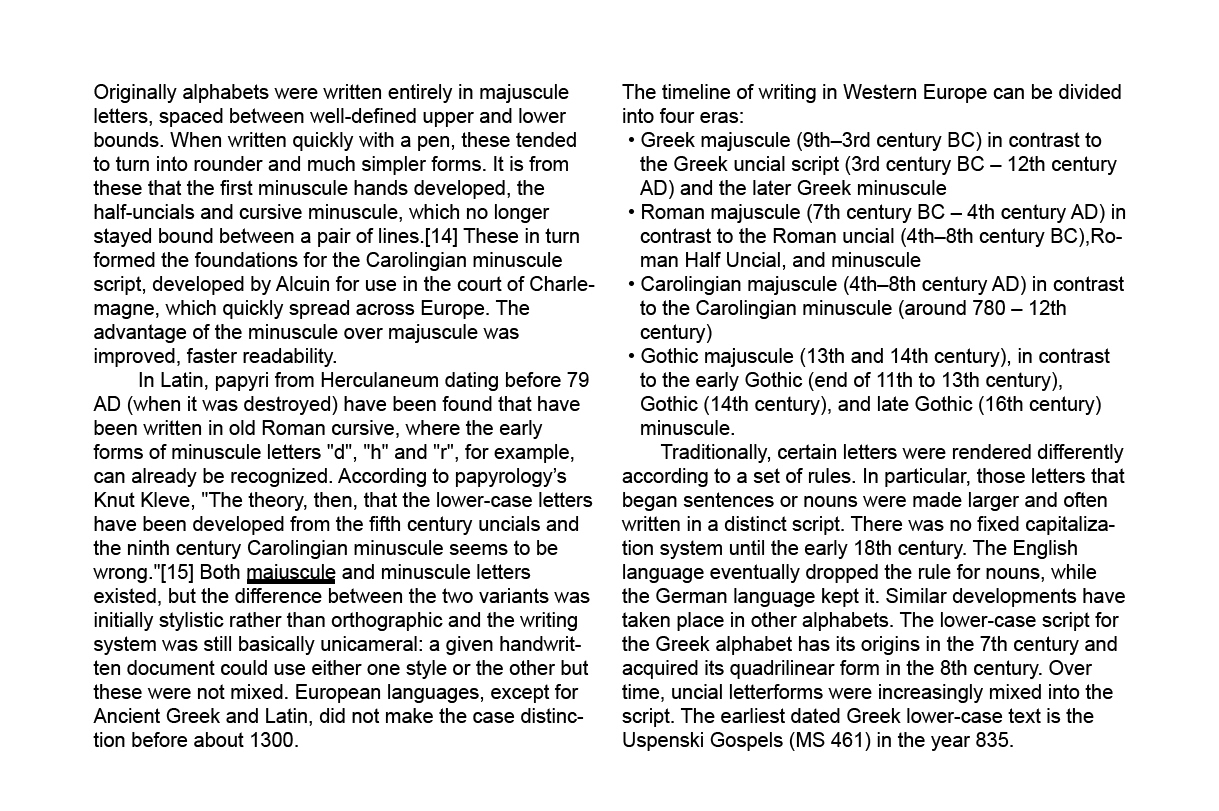 Originally alphabets were written entirely in majuscule
letters, spaced between well-defined upper and lower
bounds. When written quickly with a pen, these tended
to turn into rounder and much simpler forms. It is from
these that the first minuscule hands developed, the
half-uncials and cursive minuscule, which no longer
stayed bound between a pair of lines.[14] These in turn
formed the foundations for the Carolingian minuscule
script, developed by Alcuin for use in the court of Charle-
magne, which quickly spread across Europe. The
advantage of the minuscule over majuscule was
improved, faster readability.
In Latin, papyri from Herculaneum dating before 79
AD (when it was destroyed) have been found that have
been written in old Roman cursive, where the early
forms of minuscule letters "d", "h" and "r", for example,
can already be recognized. According to papyrology’s
Knut Kleve, "The theory, then, that the lower-case letters
have been developed from the fifth century uncials and
the ninth century Carolingian minuscule seems to be
wrong."[15] Both majuscule and minuscule letters
existed, but the difference between the two variants was
initially stylistic rather than orthographic and the writing
system was still basically unicameral: a given handwrit-
ten document could use either one style or the other but
these were not mixed. European languages, except for
Ancient Greek and Latin, did not make the case distinc-
tion before about 1300.
The timeline of writing in Western Europe can be divided
into four eras:
• Greek majuscule (9th–3rd century BC) in contrast to
the Greek uncial script (3rd century BC – 12th century
AD) and the later Greek minuscule
• Roman majuscule (7th century BC – 4th century AD) in
contrast to the Roman uncial (4th–8th century BC),Ro-
man Half Uncial, and minuscule
• Carolingian majuscule (4th–8th century AD) in contrast
to the Carolingian minuscule (around 780 – 12th
century)
• Gothic majuscule (13th and 14th century), in contrast
to the early Gothic (end of 11th to 13th century),
Gothic (14th century), and late Gothic (16th century)
minuscule.
Traditionally, certain letters were rendered differently
according to a set of rules. In particular, those letters that
began sentences or nouns were made larger and often
written in a distinct script. There was no fixed capitaliza-
tion system until the early 18th century. The English
language eventually dropped the rule for nouns, while
the German language kept it. Similar developments have
taken place in other alphabets. The lower-case script for
the Greek alphabet has its origins in the 7th century and
acquired its quadrilinear form in the 8th century. Over
time, uncial letterforms were increasingly mixed into the
script. The earliest dated Greek lower-case text is the
Uspenski Gospels (MS 461) in the year 835.